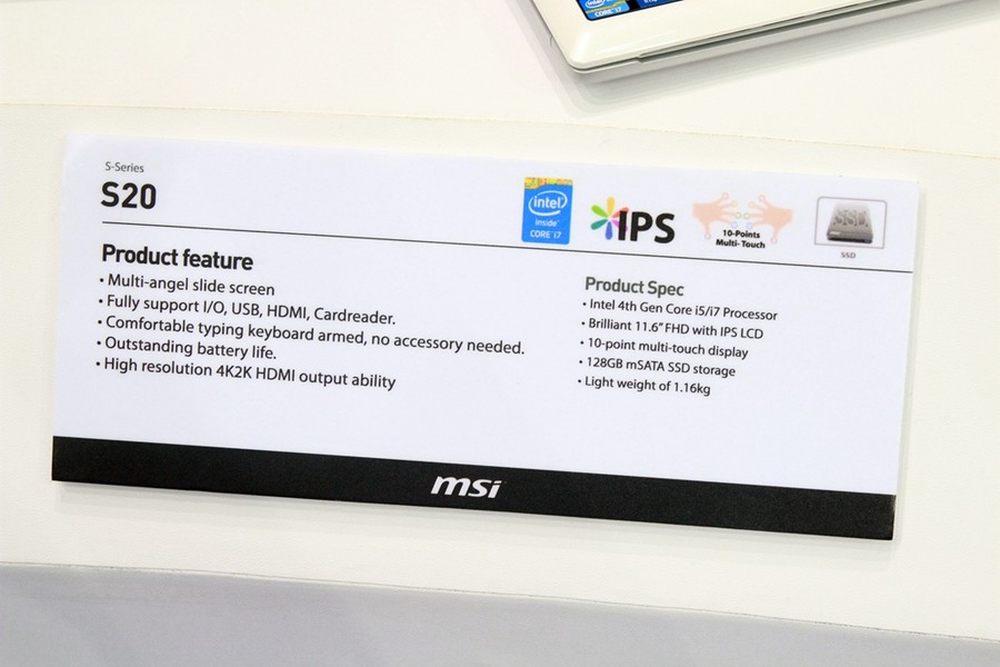 intel
CORE i7
S-Series
S20
intel
inside
CORE i7
IPS
10-Points
Multi-Touch
SSD
SSD
Product feature
• Multi-angel slide screen
• Fully support I/O, USB, HDMI, Cardreader.
• Comfortable typing keyboard armed, no accessory needed.
• Outstanding battery life.
• High resolution 4K2K HDMI output ability
Product Spec
• Intel 4th Gen Core i5/i7 Processor
• Brilliant 11.6" FHD with IPS LCD
• 10-point multi-touch display
• 128GB mSATA SSD storage
• Light weight of 1.16kg
msi